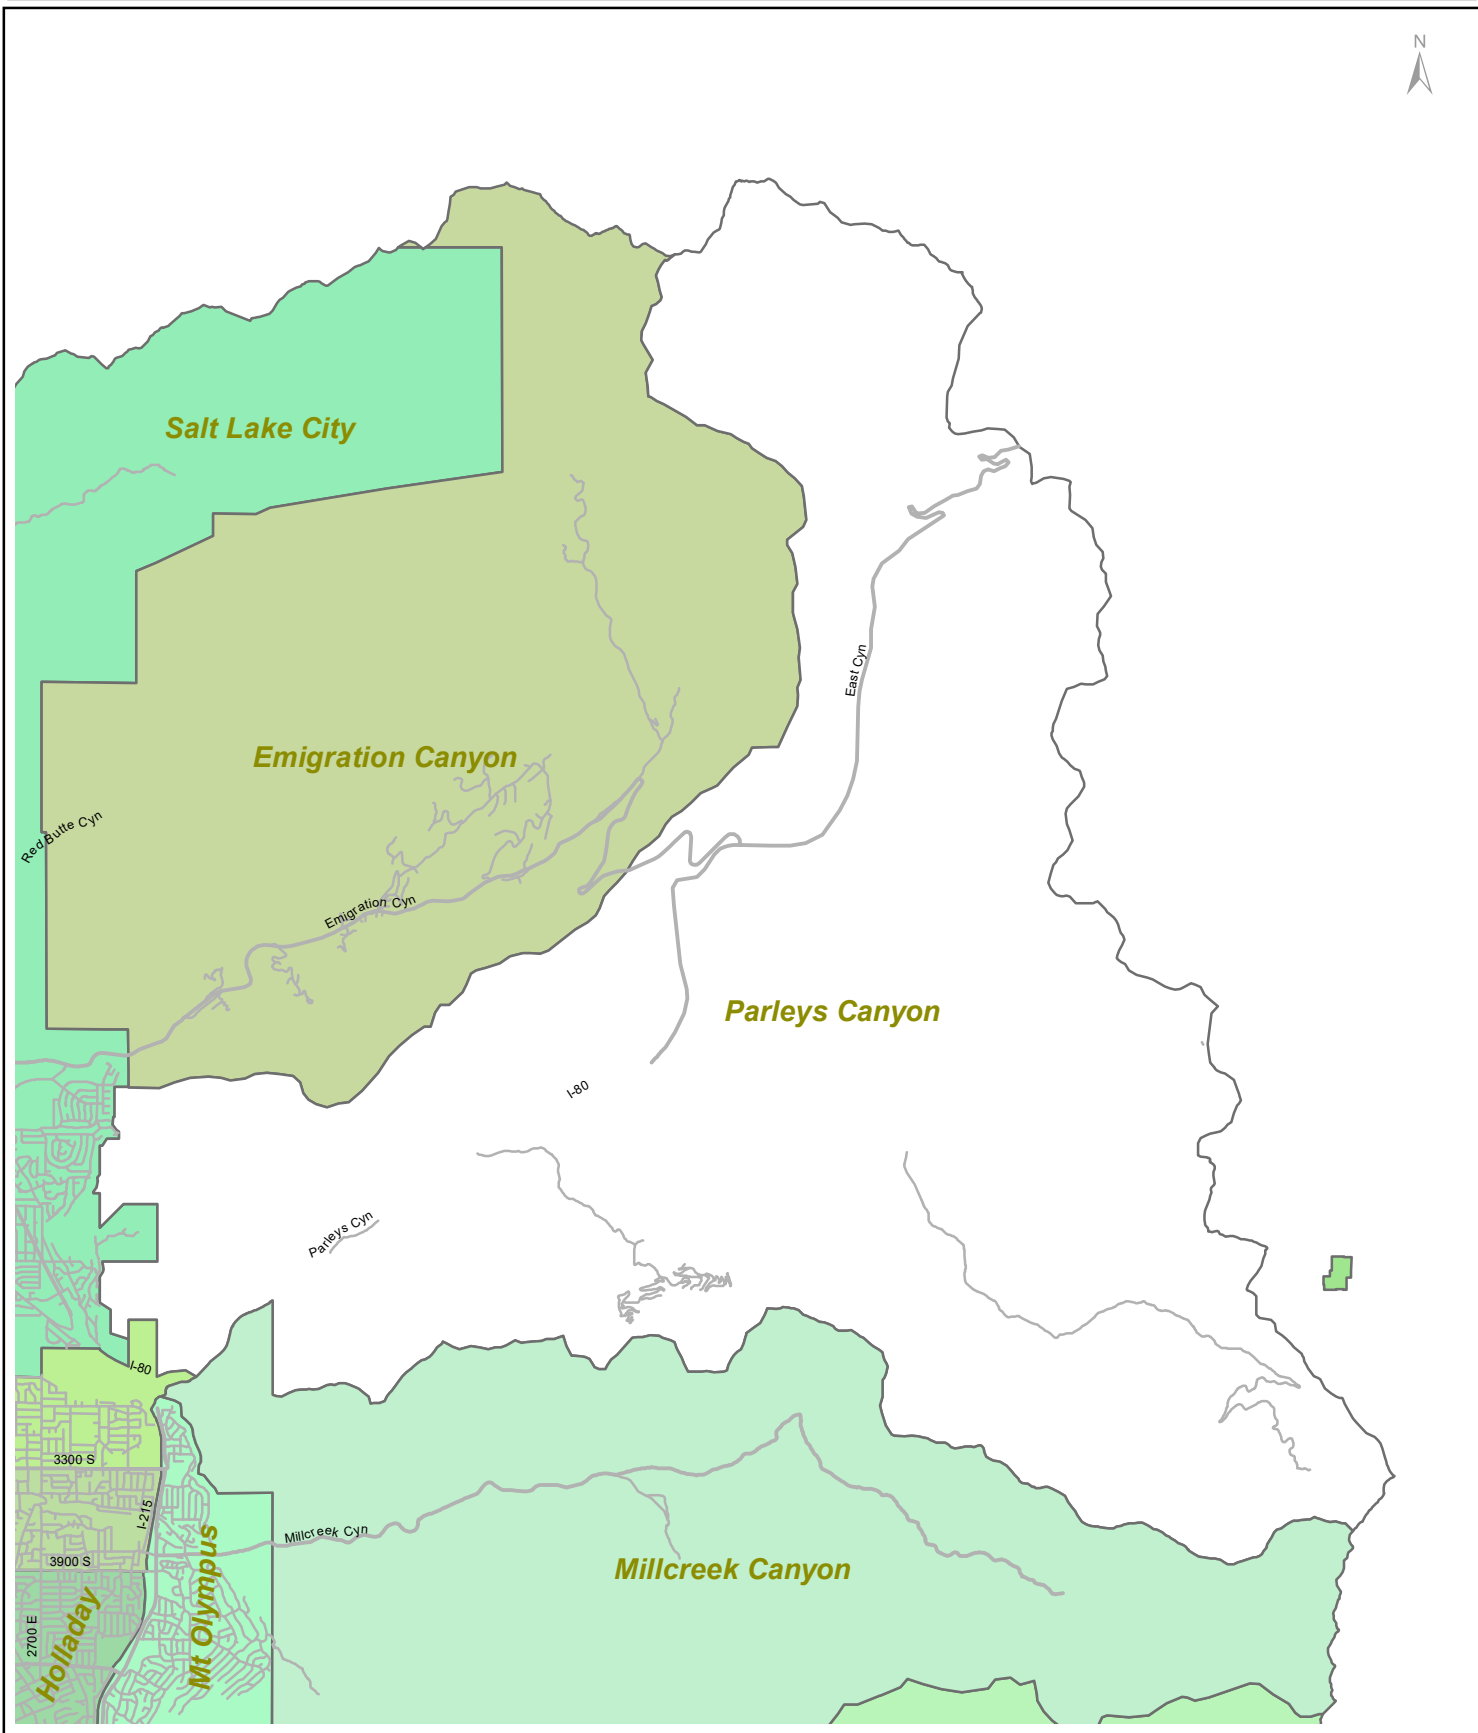 N
Salt Lake City
East Cyn
Emigration Canyon
Red Butte Cyn
Emigration Cyn
Parleys Canyon
I-80
Parleys Cyn
I-80
3300 S
I-215
Millcreek Cyn
3900 S
Millcreek Canyon
2700 E
Holladay
Mt Olympus